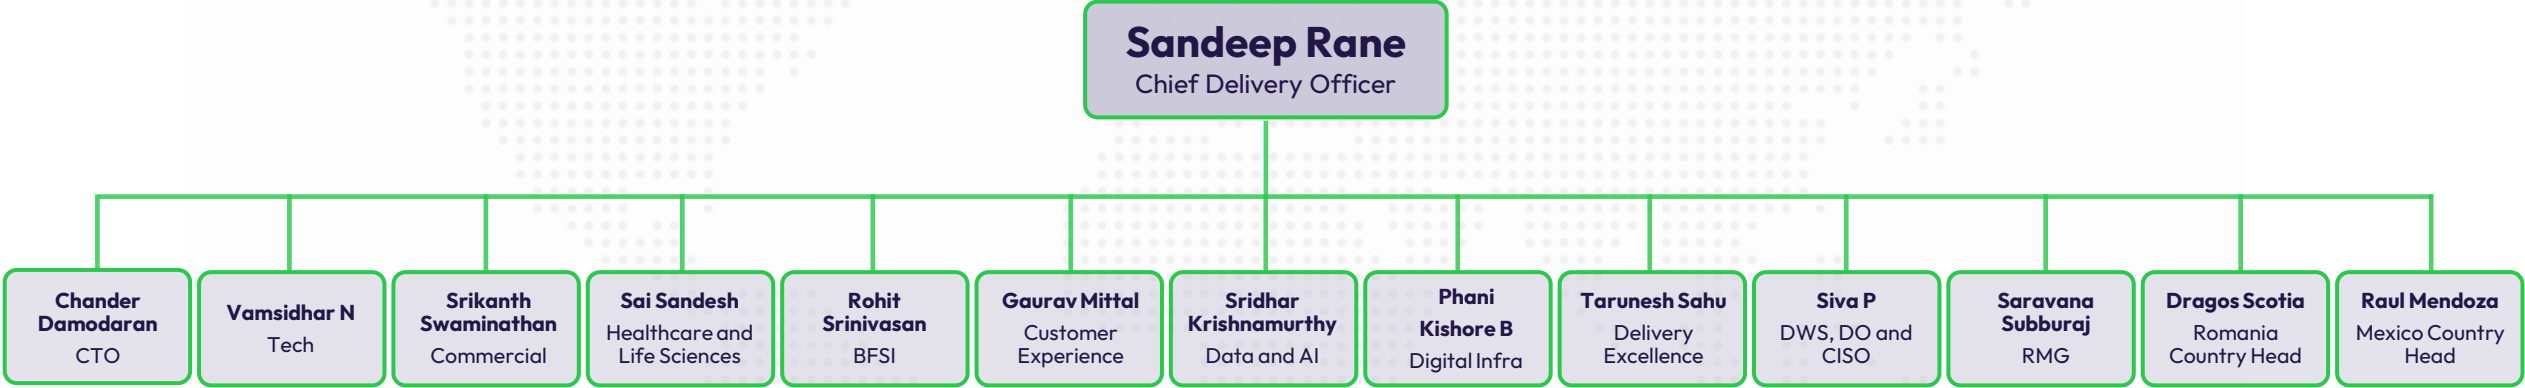 Sandeep Rane
Chief Delivery Officer
Chander
Damodaran
CTO
Vamsidhar N
Tech
Srikanth
Swaminathan
Commercial
Sai Sandesh
Healthcare and
Life Sciences
Rohit
Srinivasan
BFSI
Gaurav Mittal
Customer
Experience
Sridhar
Krishnamurthy
Data and AI
Phani
Kishore B
Digital Infra
Tarunesh Sahu
Delivery
Excellence
Siva P
DWS, DO and
CISO
Saravana
Subburaj
RMG
Dragos Scotia
Romania
Country Head
Raul Mendoza
Mexico Country
Head